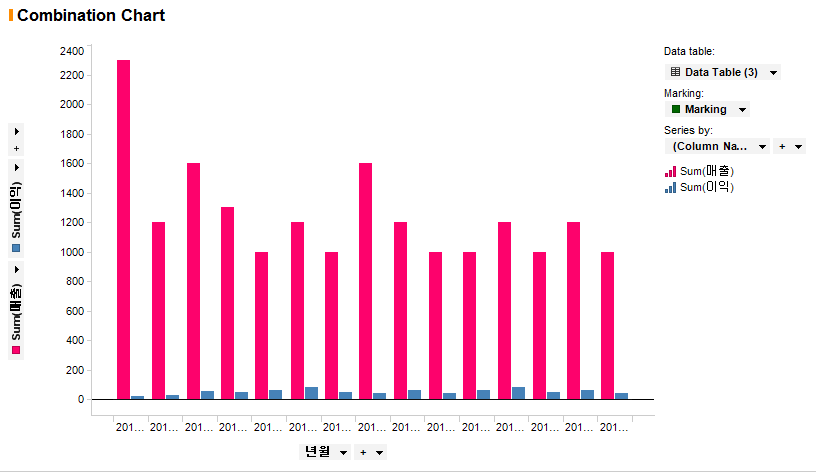 Combination Chart
2400
2200
2000
1800
1600
1400
1200
1000
800
600
400
200
0
+
Sum(이익)
Sum(매출)
201... 201... 201... 201... 201... 201... 201... 201... 201... 201... 201... 201... 201... 201... 201...
년월 +
Data table:
Data Table (3)
Marking:
Marking
Series by:
(Column Na... +
Sum(매출)
Sum(이익)